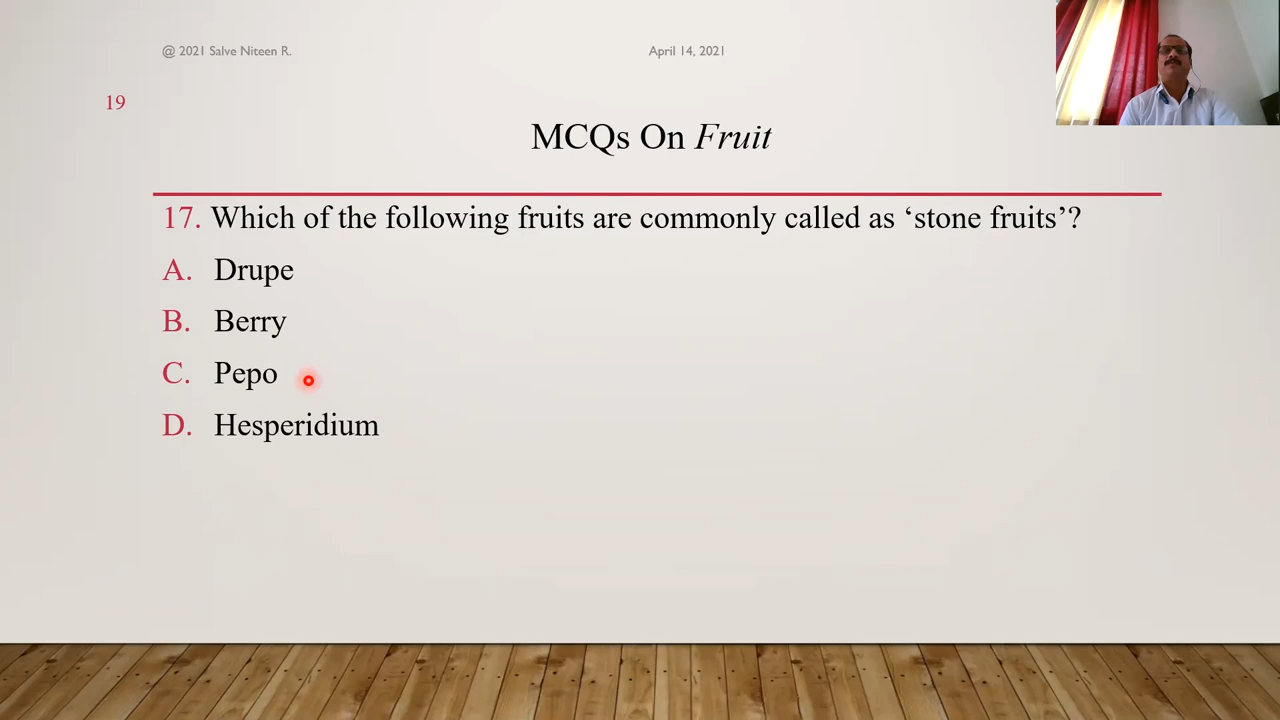 @ 2021 Salve Niteen R.
April 14, 2021
19
MCQs On Fruit
17. Which of the following fruits are commonly called as ‘stone fruits’?
A. Drupe
B. Berry
C. Pepo
D. Hesperidium